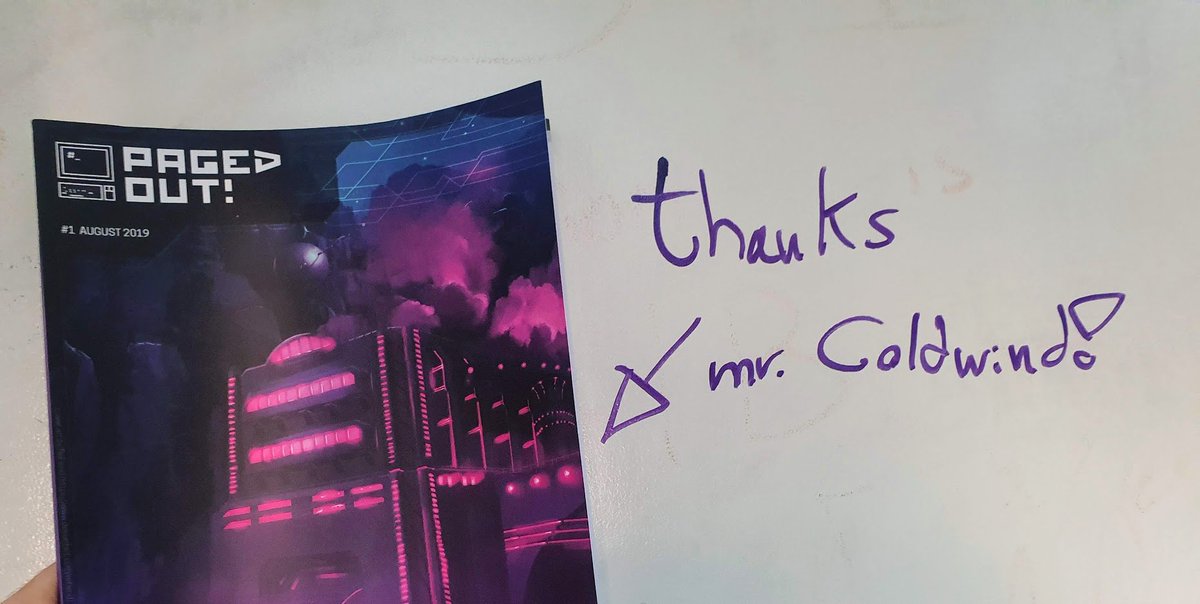 #_
PAGED
OUT!
#1 AUGUST 2019
thanks
mr. Coldwind!